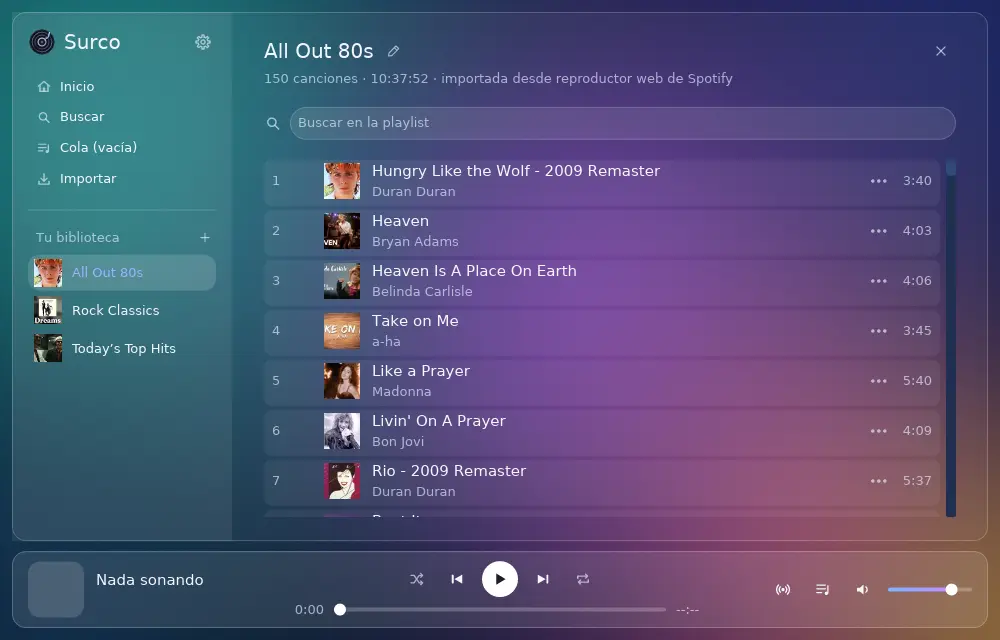 Surco
Inicio
Buscar
Cola (vacía)
Importar
Tu biblioteca
All Out 80s
Rock Classics
Today’s Top Hits
All Out 80s
150 canciones · 10:37:52 · importada desde reproductor web de Spotify
Buscar en la playlist
1 Hungry Like the Wolf - 2009 Remaster 3:40
Duran Duran
2 Heaven 4:03
Bryan Adams
3 Heaven Is A Place On Earth 4:06
Belinda Carlisle
4 Take on Me 3:45
a-ha
5 Like a Prayer 5:40
Madonna
6 Livin' On A Prayer 4:09
Bon Jovi
7 Rio - 2009 Remaster 5:37
Duran Duran
Nada sonando
0:00 --:--